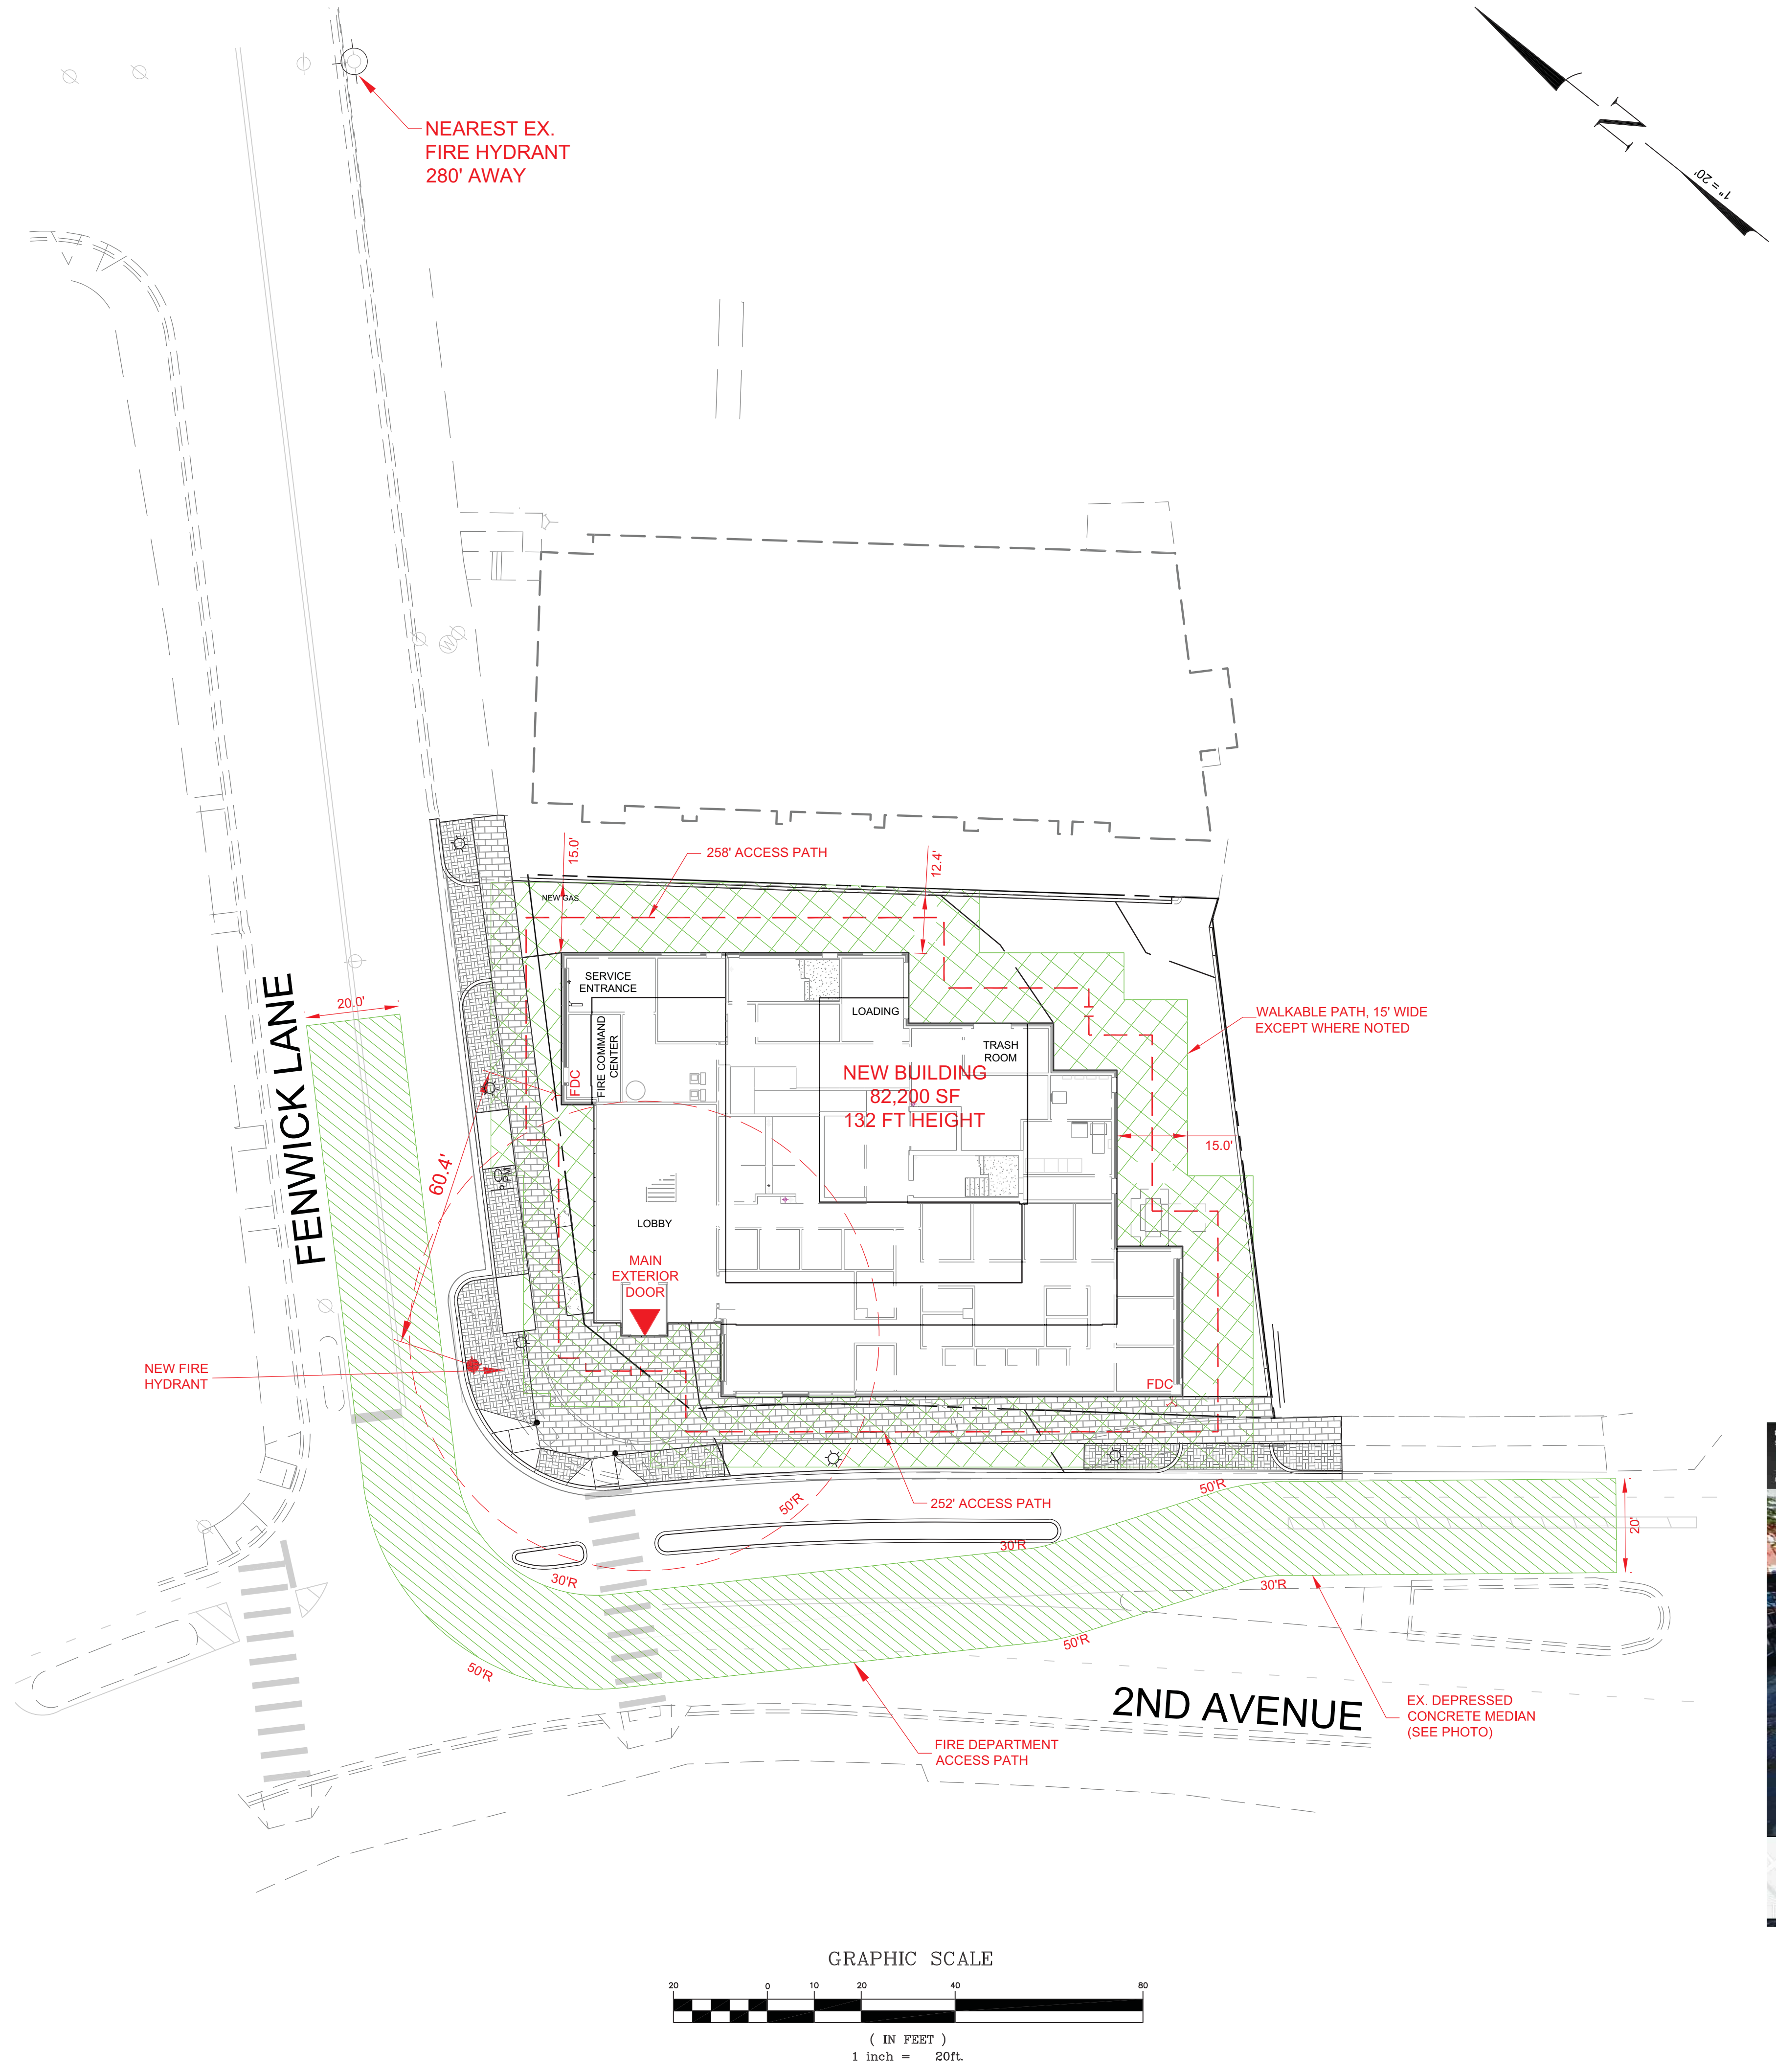 NEAREST EX.
FIRE HYDRANT
280' AWAY
N
1" = 20'
W
15.0'
258' ACCESS PATH
12.4'
NEW GAS
SERVICE
ENTRANCE
FIRE COMMAND
CENTER
FDC
LOADING
TRASH
ROOM
NEW BUILDING
82,200 SF
132 FT HEIGHT
WALKABLE PATH, 15' WIDE
EXCEPT WHERE NOTED
15.0'
20.0'
FENWICK LANE
60.4'
PM
LOBBY
MAIN
EXTERIOR
DOOR
NEW FIRE
HYDRANT
FDC
50'R
252' ACCESS PATH
50'R
20'
30'R
30'R
30'R
50'R
50'R
2ND AVENUE
EX. DEPRESSED
CONCRETE MEDIAN
(SEE PHOTO)
FIRE DEPARTMENT
ACCESS PATH
GRAPHIC SCALE
20 0 10 20 40 80
( IN FEET )
1 inch = 20ft.